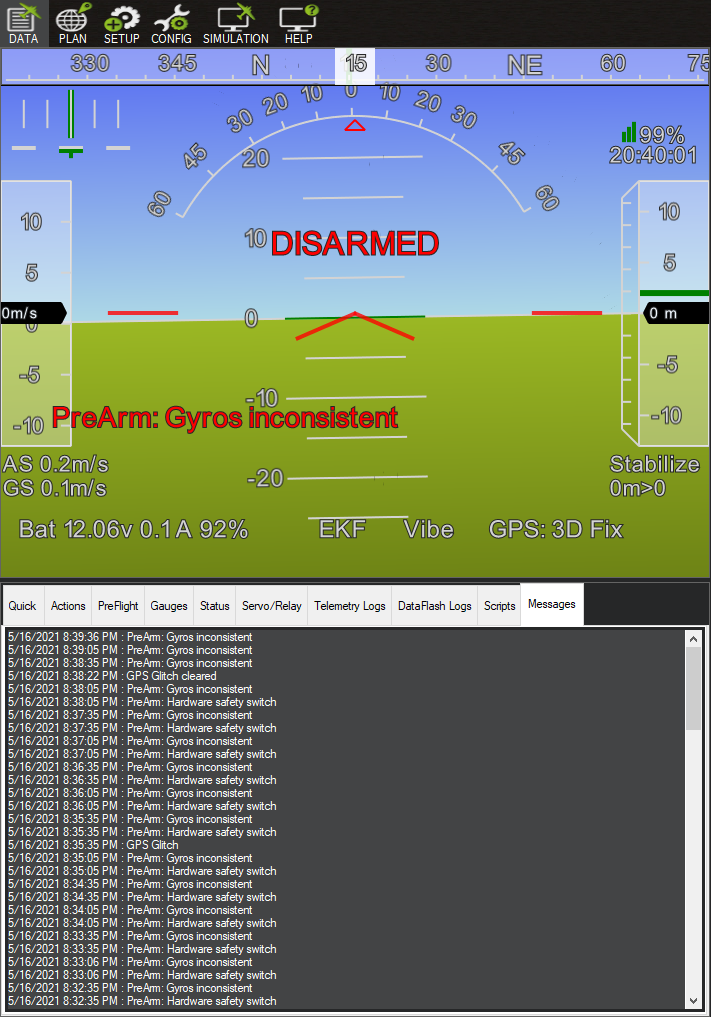 DATA PLAN SETUP CONFIG SIMULATION HELP
330 345 N 15 30 NE 60 75
60 45 30 20 10 0 10 20 30 45 60
99%
20:40:01
20
10 DISARMED
0
-10
-20
10
5
0m/s
0
-5
-10
10
5
0 m
-5
-10
PreArm: Gyros inconsistent
AS 0.2m/s
GS 0.1m/s
Stabilize
0m>0
Bat 12.06v 0.1 A 92% EKF Vibe GPS: 3D Fix
Quick Actions PreFlight Gauges Status Servo/Relay Telemetry Logs DataFlash Logs Scripts Messages
5/16/2021 8:39:36 PM : PreArm: Gyros inconsistent
5/16/2021 8:39:05 PM : PreArm: Gyros inconsistent
5/16/2021 8:38:35 PM : PreArm: Gyros inconsistent
5/16/2021 8:38:22 PM : GPS Glitch cleared
5/16/2021 8:38:05 PM : PreArm: Gyros inconsistent
5/16/2021 8:38:05 PM : PreArm: Hardware safety switch
5/16/2021 8:37:35 PM : PreArm: Gyros inconsistent
5/16/2021 8:37:35 PM : PreArm: Hardware safety switch
5/16/2021 8:37:05 PM : PreArm: Gyros inconsistent
5/16/2021 8:37:05 PM : PreArm: Hardware safety switch
5/16/2021 8:36:35 PM : PreArm: Gyros inconsistent
5/16/2021 8:36:35 PM : PreArm: Hardware safety switch
5/16/2021 8:36:05 PM : PreArm: Gyros inconsistent
5/16/2021 8:36:05 PM : PreArm: Hardware safety switch
5/16/2021 8:35:35 PM : PreArm: Gyros inconsistent
5/16/2021 8:35:35 PM : PreArm: Hardware safety switch
5/16/2021 8:35:35 PM : GPS Glitch
5/16/2021 8:35:05 PM : PreArm: Gyros inconsistent
5/16/2021 8:35:05 PM : PreArm: Hardware safety switch
5/16/2021 8:34:35 PM : PreArm: Gyros inconsistent
5/16/2021 8:34:35 PM : PreArm: Hardware safety switch
5/16/2021 8:34:05 PM : PreArm: Gyros inconsistent
5/16/2021 8:34:05 PM : PreArm: Hardware safety switch
5/16/2021 8:33:35 PM : PreArm: Gyros inconsistent
5/16/2021 8:33:35 PM : PreArm: Hardware safety switch
5/16/2021 8:33:06 PM : PreArm: Gyros inconsistent
5/16/2021 8:33:06 PM : PreArm: Hardware safety switch
5/16/2021 8:32:35 PM : PreArm: Gyros inconsistent
5/16/2021 8:32:35 PM : PreArm: Hardware safety switch